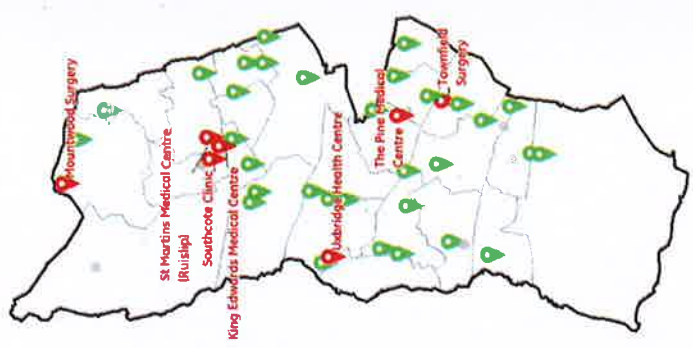 Mountwood Surgery
St Martins Medical Centre
(Ruislip)
Southcote Clinic
King Edwards Medical Centre
Uxbridge Health Centre
The Pine Medical
Centre
Townfield
Surgery